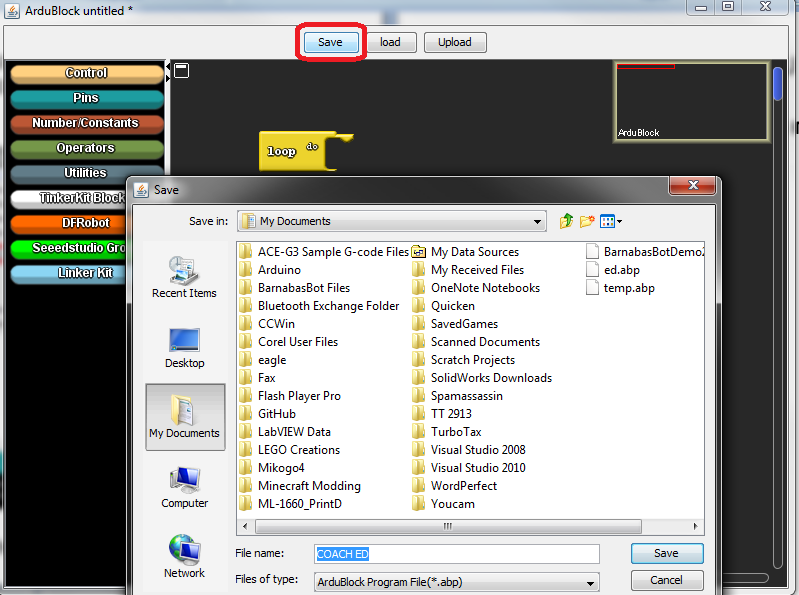 ArduBlock untitled *
Save
load
Upload
Control
Pins
Number/Constants
Operators
Utilities
TinkerKit Block
DFRobot
Seeedstudio Gro
Linker Kit
loop do
ArduBlock
Save
Save in:
My Documents
Recent Items
Desktop
My Documents
Computer
Network
ACE-G3 Sample G-code Files
Arduino
BarnabasBot Files
Bluetooth Exchange Folder
CCWin
Corel User Files
eagle
Fax
Flash Player Pro
GitHub
LabVIEW Data
LEGO Creations
Mikogo4
Minecraft Modding
ML-1660_PrintD
My Data Sources
My Received Files
OneNote Notebooks
Quicken
SavedGames
Scanned Documents
Scratch Projects
SolidWorks Downloads
Spamassassin
TT 2913
TurboTax
Visual Studio 2008
Visual Studio 2010
WordPerfect
Youcam
BarnabasBotDemo2
ed.abp
temp.abp
File name:
COACH ED
Save
Files of type:
ArduBlock Program File(*.abp)
Cancel